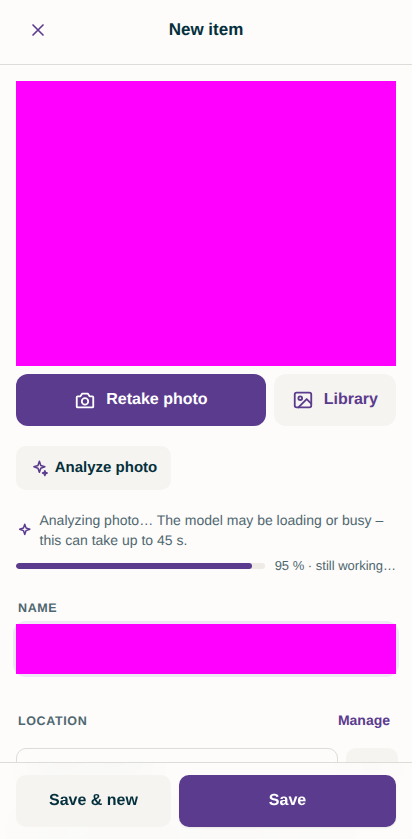 New item
Retake photo
Library
Analyze photo
Analyzing photo… The model may be loading or busy –
this can take up to 45 s.
95 % · still working…
NAME
LOCATION
Manage
Save & new
Save